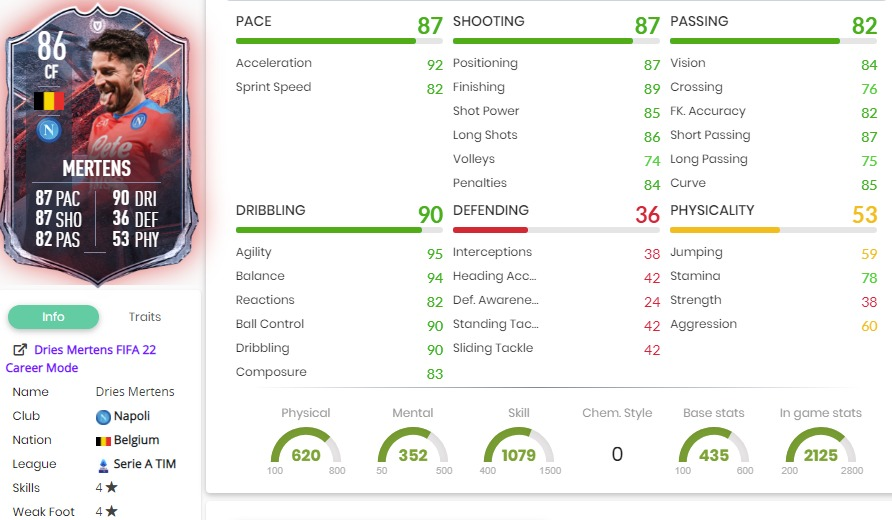 86
CF
MERTENS
87 PAC 90 DRI
87 SHO 36 DEF
82 PAS 53 PHY
Info Traits
Dries Mertens FIFA 22
Career Mode
Name Dries Mertens
Club Napoli
Nation Belgium
League Serie A TIM
Skills 4★
Weak Foot 4★
PACE 87
Acceleration 92
Sprint Speed 82
SHOOTING 87
Positioning 87
Finishing 89
Shot Power 85
Long Shots 86
Volleys 74
Penalties 84
PASSING 82
Vision 84
Crossing 76
FK. Accuracy 82
Short Passing 87
Long Passing 75
Curve 85
DRIBBLING 90
Agility 95
Balance 94
Reactions 82
Ball Control 90
Dribbling 90
Composure 83
DEFENDING 36
Interceptions 38
Heading Acc... 42
Def. Awarene... 24
Standing Tac... 42
Sliding Tackle 42
PHYSICALITY 53
Jumping 59
Stamina 78
Strength 38
Aggression 60
Physical Mental Skill Chem. Style Base stats In game stats
620 352 1079 0 435 2125
100 800 50 500 400 1500 100 600 200 2800